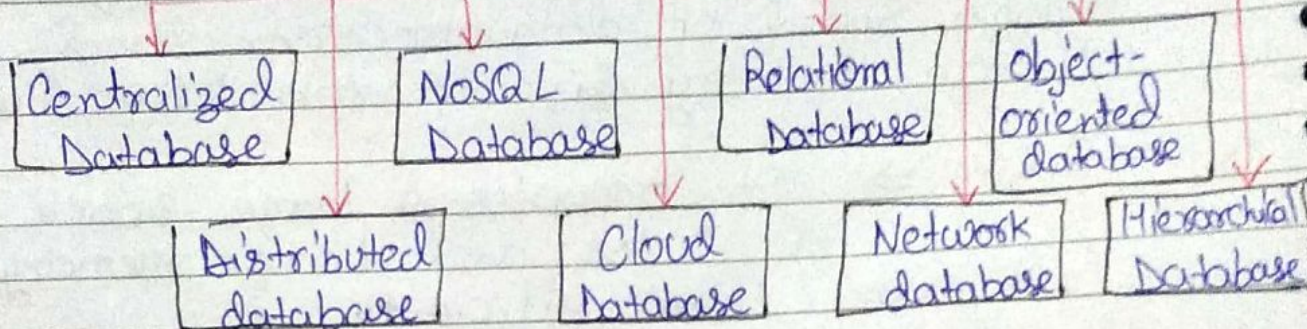 Centralized
Database
NoSQL
Database
Relational
Database
Object-
oriented
database
Distributed
database
Cloud
Database
Network
database
Hierarchical
Database